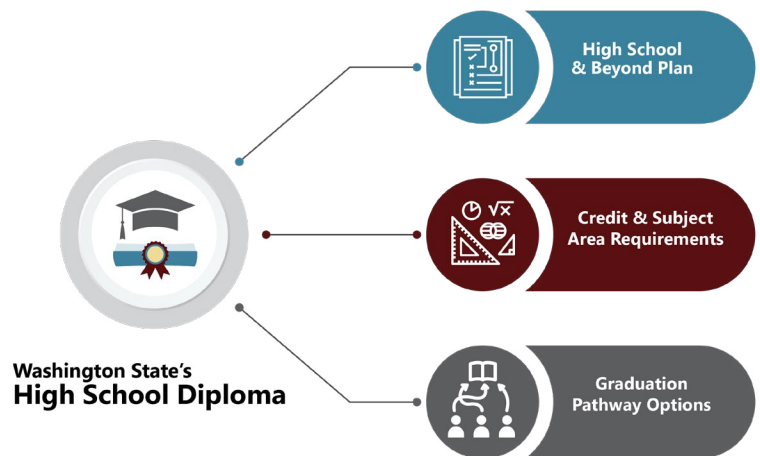 High School
& Beyond Plan
Credit & Subject
Area Requirements
Washington State's
High School Diploma
Graduation
Pathway Options